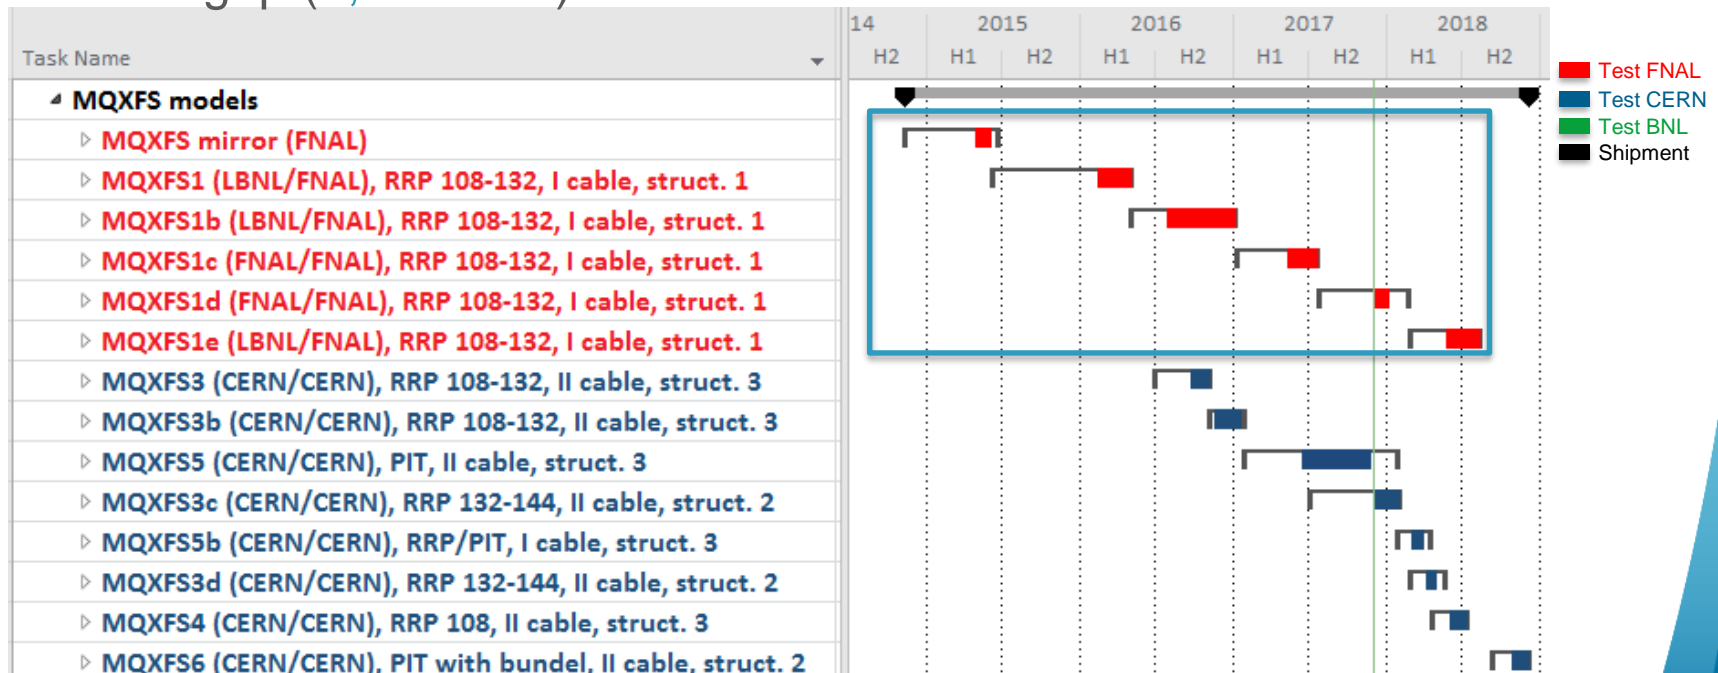 14 2015 2016 2017 2018
Task Name H2 H1 H2 H1 H2 H1 H2 H1 H2
MQXFS models
MQXFS mirror (FNAL)
MQXFS1 (LBNL/FNAL), RRP 108-132, I cable, struct. 1
MQXFS1b (LBNL/FNAL), RRP 108-132, I cable, struct. 1
MQXFS1c (FNAL/FNAL), RRP 108-132, I cable, struct. 1
MQXFS1d (FNAL/FNAL), RRP 108-132, I cable, struct. 1
MQXFS1e (LBNL/FNAL), RRP 108-132, I cable, struct. 1
MQXFS3 (CERN/CERN), RRP 108-132, II cable, struct. 3
MQXFS3b (CERN/CERN), RRP 108-132, II cable, struct. 3
MQXFS5 (CERN/CERN), PIT, II cable, struct. 3
MQXFS3c (CERN/CERN), RRP 132-144, II cable, struct. 2
MQXFS5b (CERN/CERN), RRP/PIT, I cable, struct. 3
MQXFS3d (CERN/CERN), RRP 132-144, II cable, struct. 2
MQXFS4 (CERN/CERN), RRP 108, II cable, struct. 3
MQXFS6 (CERN/CERN), PIT with bundel, II cable, struct. 2
Test FNAL
Test CERN
Test BNL
Shipment